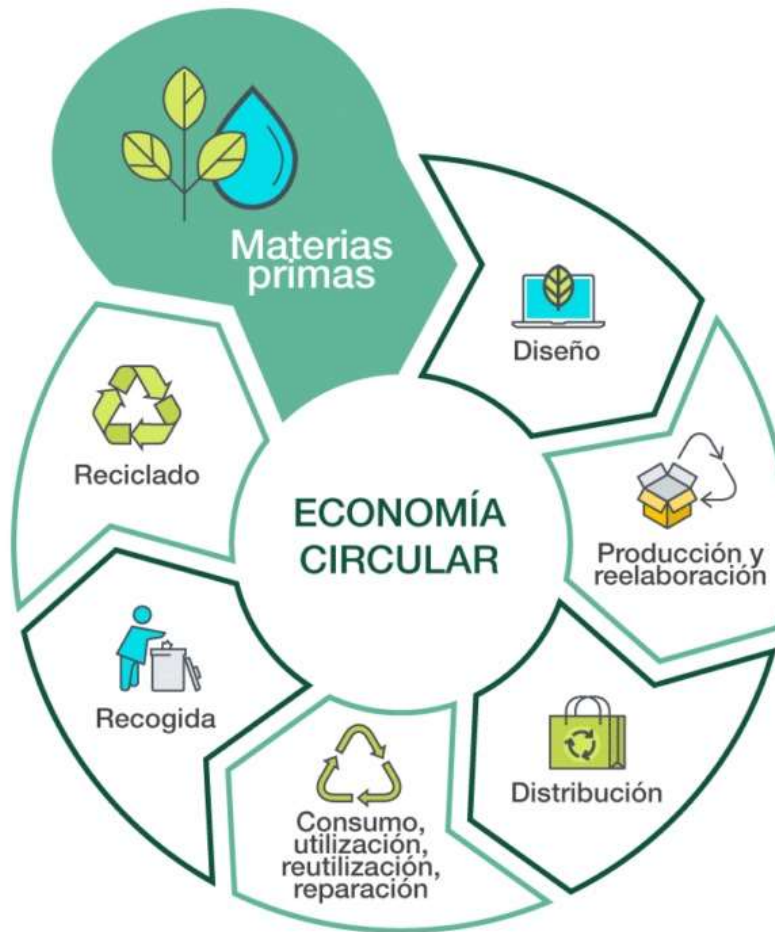 Materias
primas
Diseño
Producción y
reelaboración
Distribución
Consumo,
utilización,
reutilización,
reparación
Recogida
Reciclado
ECONOMÍA
CIRCULAR